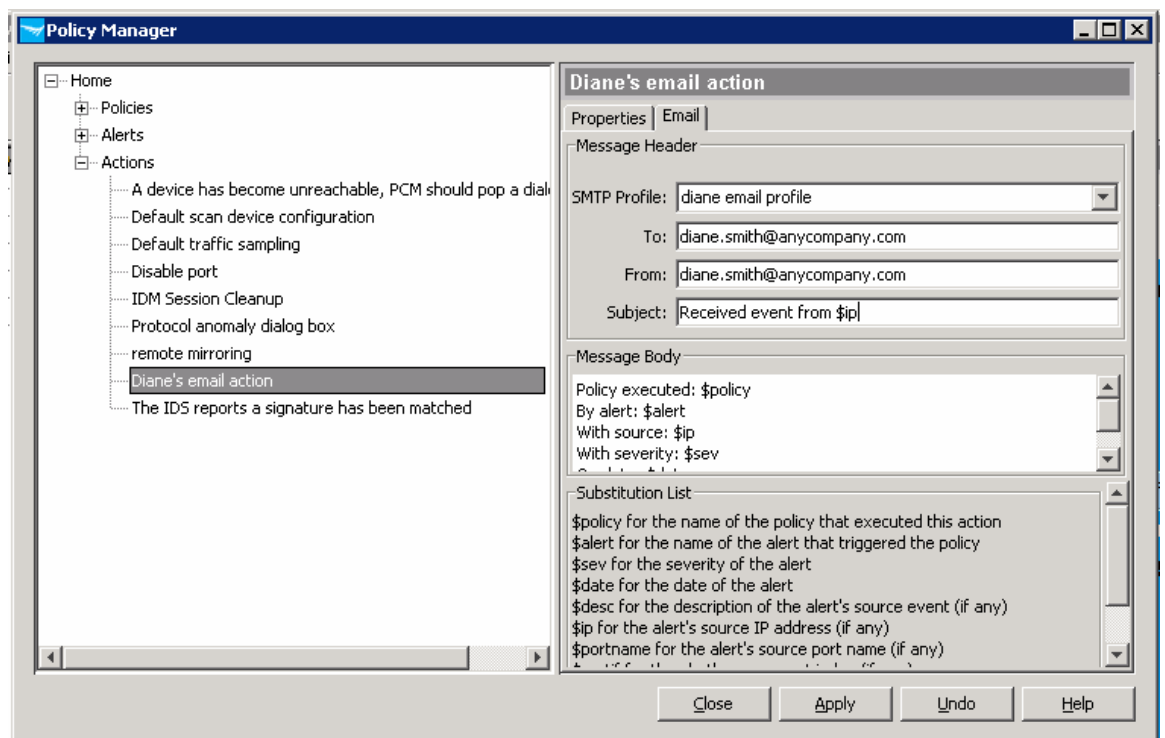 Policy Manager
Home
Policies
Alerts
Actions
A device has become unreachable, PCM should pop a dial
Default scan device configuration
Default traffic sampling
Disable port
IDM Session Cleanup
Protocol anomaly dialog box
remote mirroring
Diane's email action
The IDS reports a signature has been matched
Diane's email action
Properties
Email
Message Header
SMTP Profile: diane email profile
To: diane.smith@anycompany.com
From: diane.smith@anycompany.com
Subject: Received event from $ip
Message Body
Policy executed: $policy
By alert: $alert
With source: $ip
With severity: $sev
Substitution List
$policy for the name of the policy that executed this action
$alert for the name of the alert that triggered the policy
$sev for the severity of the alert
$date for the date of the alert
$desc for the description of the alert's source event (if any)
$ip for the alert's source IP address (if any)
$portname for the alert's source port name (if any)
Close Apply Undo Help